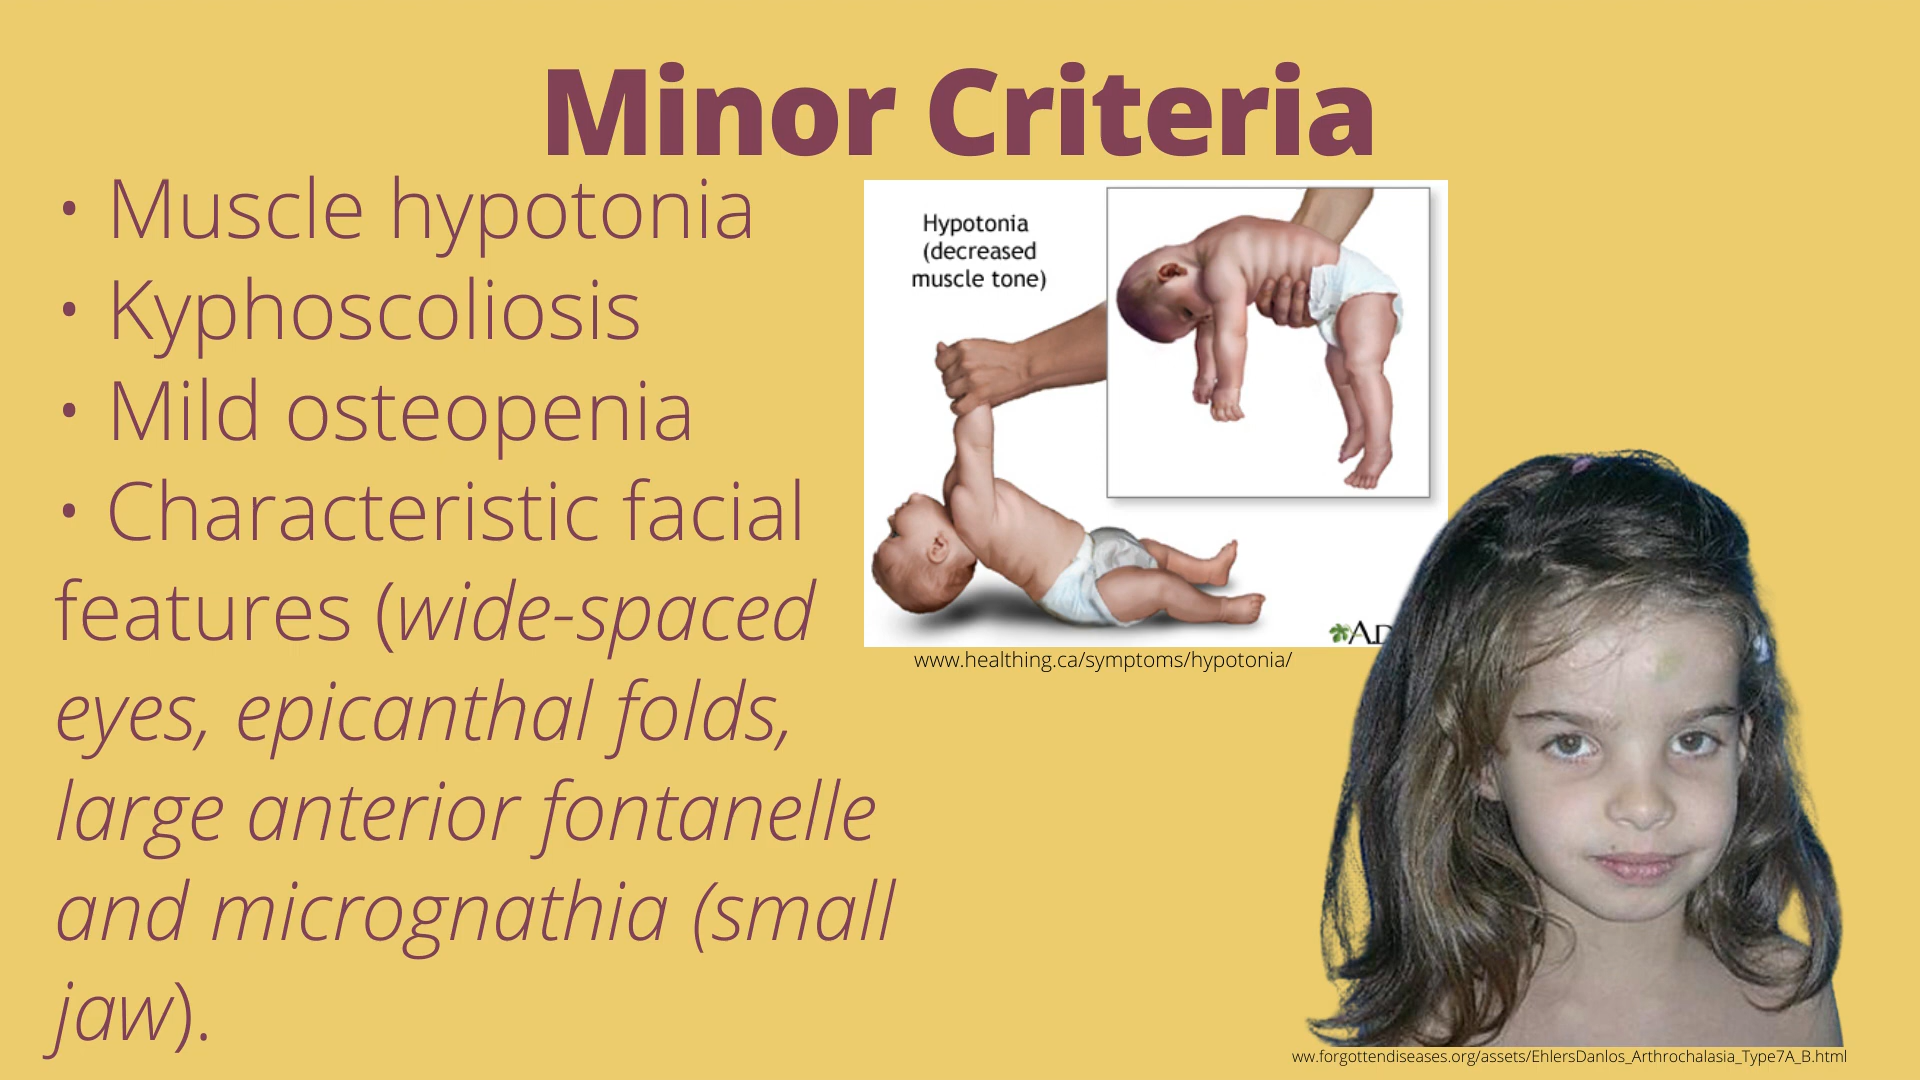 Minor Criteria
• Muscle hypotonia
• Kyphoscoliosis
• Mild osteopenia
• Characteristic facial
features (wide-spaced
eyes, epicanthal folds,
large anterior fontanelle
and micrognathia (small
jaw).
Hypotonia
(decreased
muscle tone)
www.healthing.ca/symptoms/hypotonia/
ww.forgottendiseases.org/assets/EhlersDanlos_Arthrochalasia_Type7A_B.html